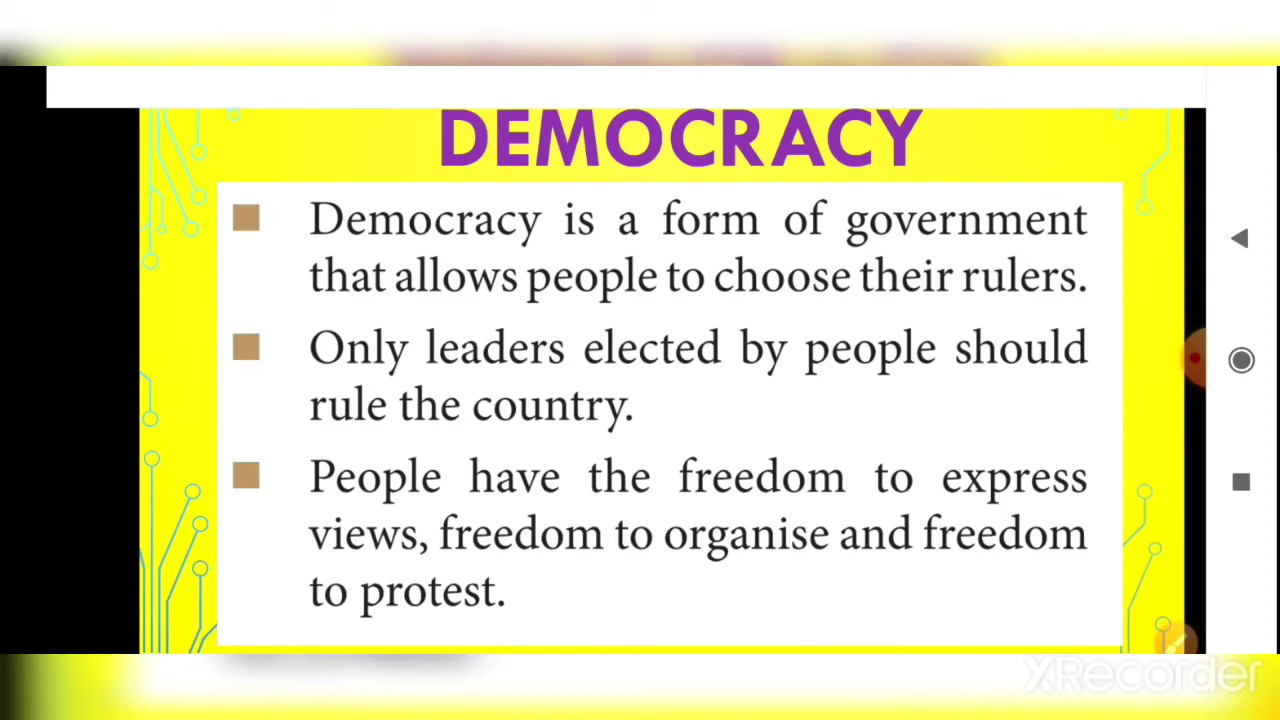 DEMOCRACY
Democracy is a form of government
that allows people to choose their rulers.
Only leaders elected by people should
rule the country.
People have the freedom to express
views, freedom to organise and freedom
to protest.
XRecorder